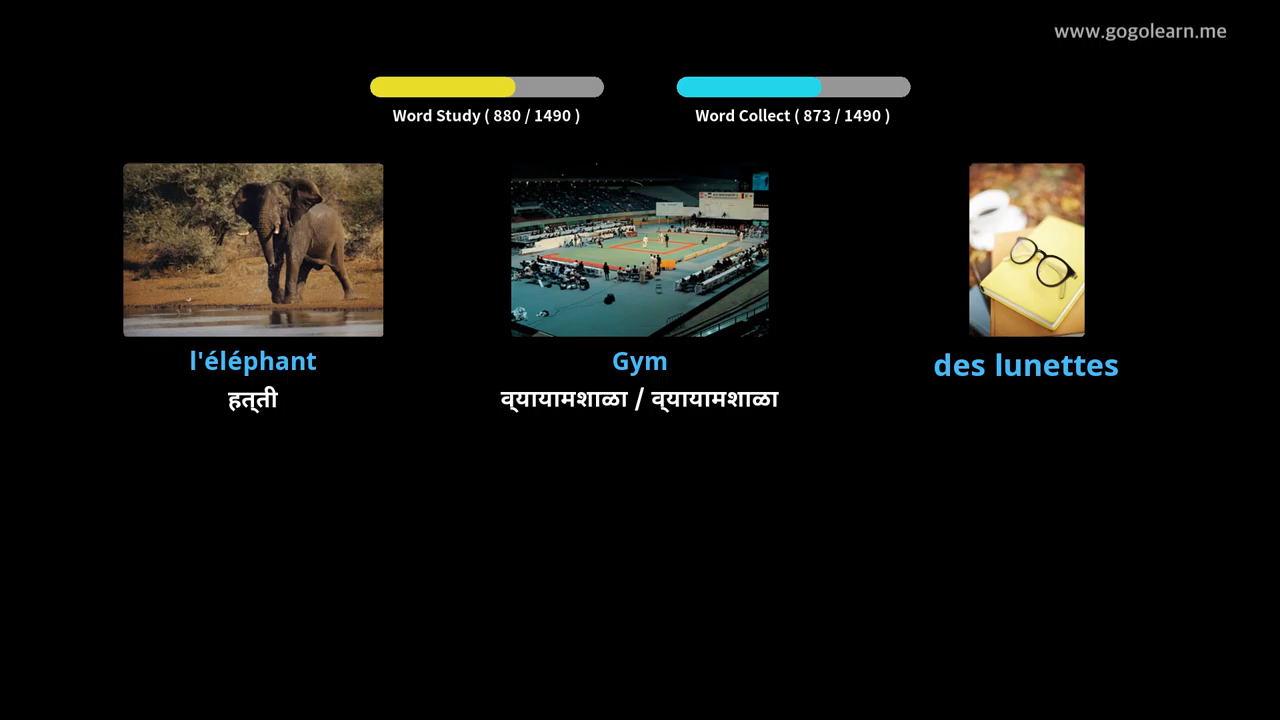 www.gogolearn.me
Word Study ( 880 / 1490 )
Word Collect ( 873 / 1490 )
l'éléphant
हत्ती
Gym
व्यायामशाळा / व्यायामशाळा
des lunettes